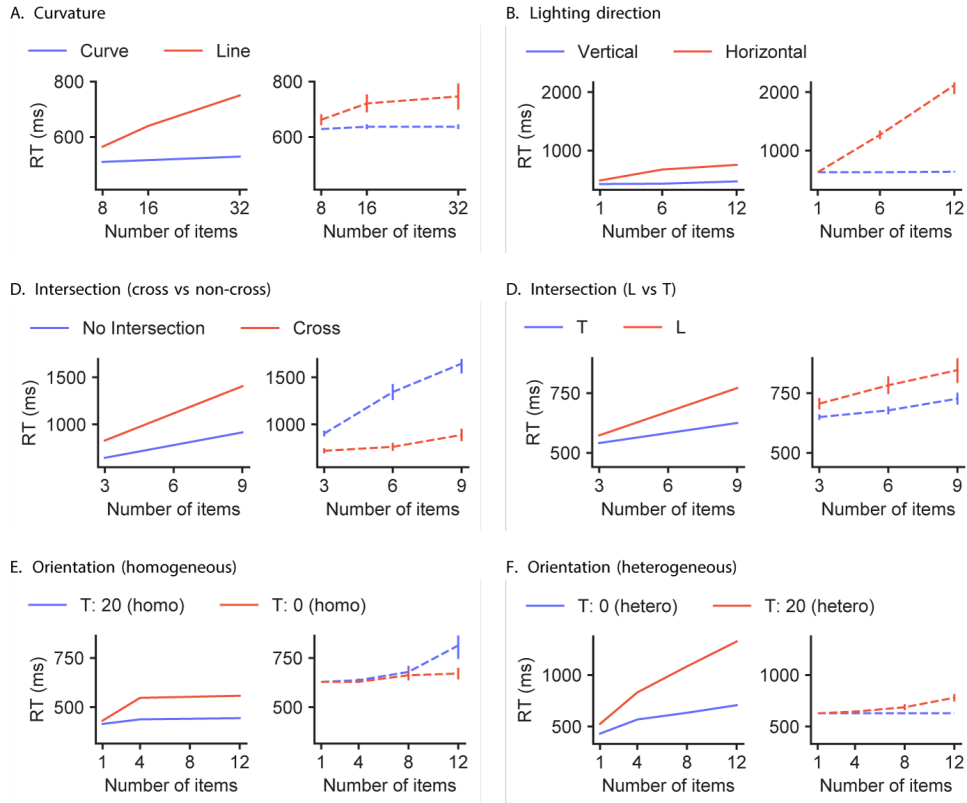 A. Curvature
Curve Line
800
600
RT (ms)
8 16 32
Number of items
800
600
8 16 32
Number of items
B. Lighting direction
Vertical Horizontal
2000
1000
RT (ms)
1 6 12
Number of items
2000
1000
1 6 12
Number of items
D. Intersection (cross vs non-cross)
No Intersection Cross
1500
1000
RT (ms)
3 6 9
Number of items
1500
1000
3 6 9
Number of items
D. Intersection (L vs T)
T L
750
500
RT (ms)
3 6 9
Number of items
750
500
3 6 9
Number of items
E. Orientation (homogeneous)
T: 20 (homo) T: 0 (homo)
750
500
RT (ms)
1 4 8 12
Number of items
750
500
1 4 8 12
Number of items
F. Orientation (heterogeneous)
T: 0 (hetero) T: 20 (hetero)
1000
500
RT (ms)
1 4 8 12
Number of items
1000
500
1 4 8 12
Number of items